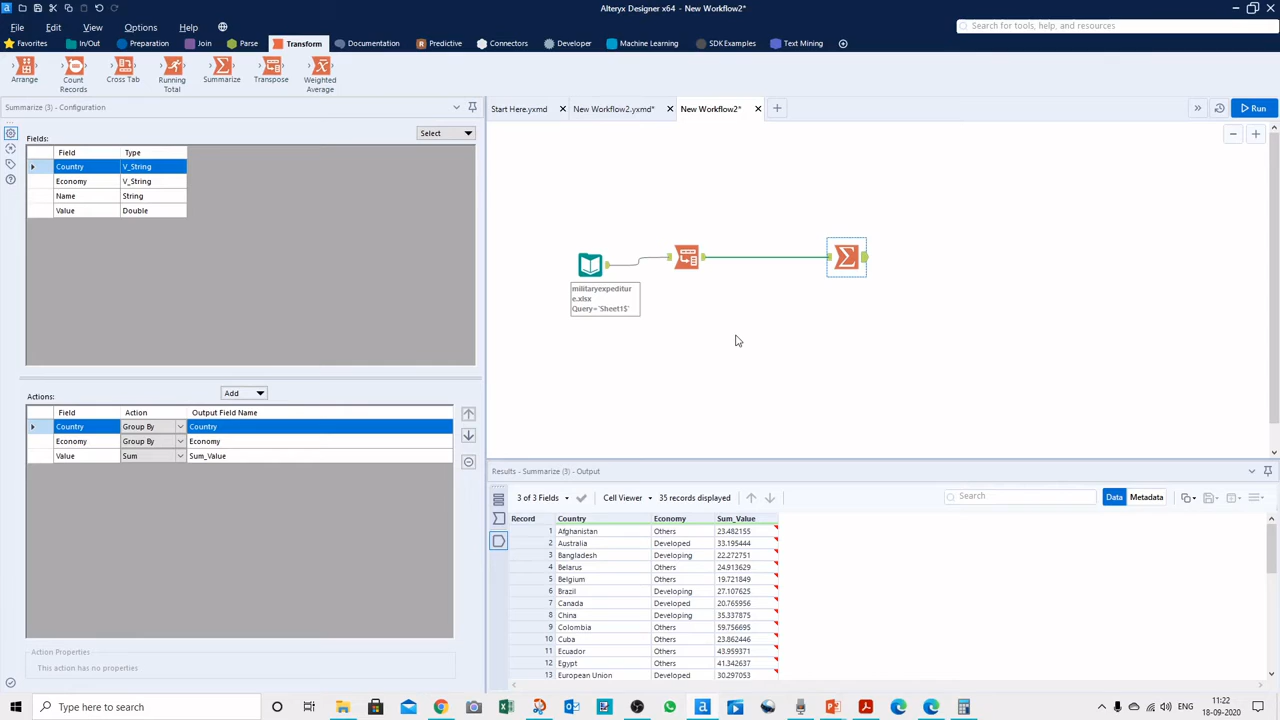 Alteryx Designer x64 - New Workflow2*
File Edit View Options Help
Search for tools, help, and resources
Favorites In/Out Preparation Join Parse Transform Documentation Predictive Connectors Developer Machine Learning SDK Examples Text Mining
Arrange Count Records Cross Tab Running Total Summarize Transpose Weighted Average
Summarize (3) - Configuration
Start Here.yxmd New Workflow2.yxmd* New Workflow2* Run
Fields: Select
Field Type
Country V_String
Economy V_String
Name String
Value Double
militaryexpeditur
e.xlsx
Query='Sheet1$'
Add
Actions:
Field Action Output Field Name
Country Group By Country
Economy Group By Economy
Value Sum Sum_Value
Action Properties
This action has no properties
Results - Summarize (3) - Output
3 of 3 Fields Cell Viewer 35 records displayed Search Data Metadata
Record Country Economy Sum_Value
1 Afghanistan Others 23.482155
2 Australia Developed 33.195444
3 Bangladesh Developing 22.272751
4 Belarus Others 24.913629
5 Belgium Others 19.721849
6 Brazil Developing 27.107625
7 Canada Developed 20.765956
8 China Developing 35.337875
9 Colombia Others 59.756695
10 Cuba Others 23.862446
11 Ecuador Others 43.959371
12 Egypt Others 41.342637
13 European Union Developed 30.297053
Type here to search
ENG
11:22
18-09-2020